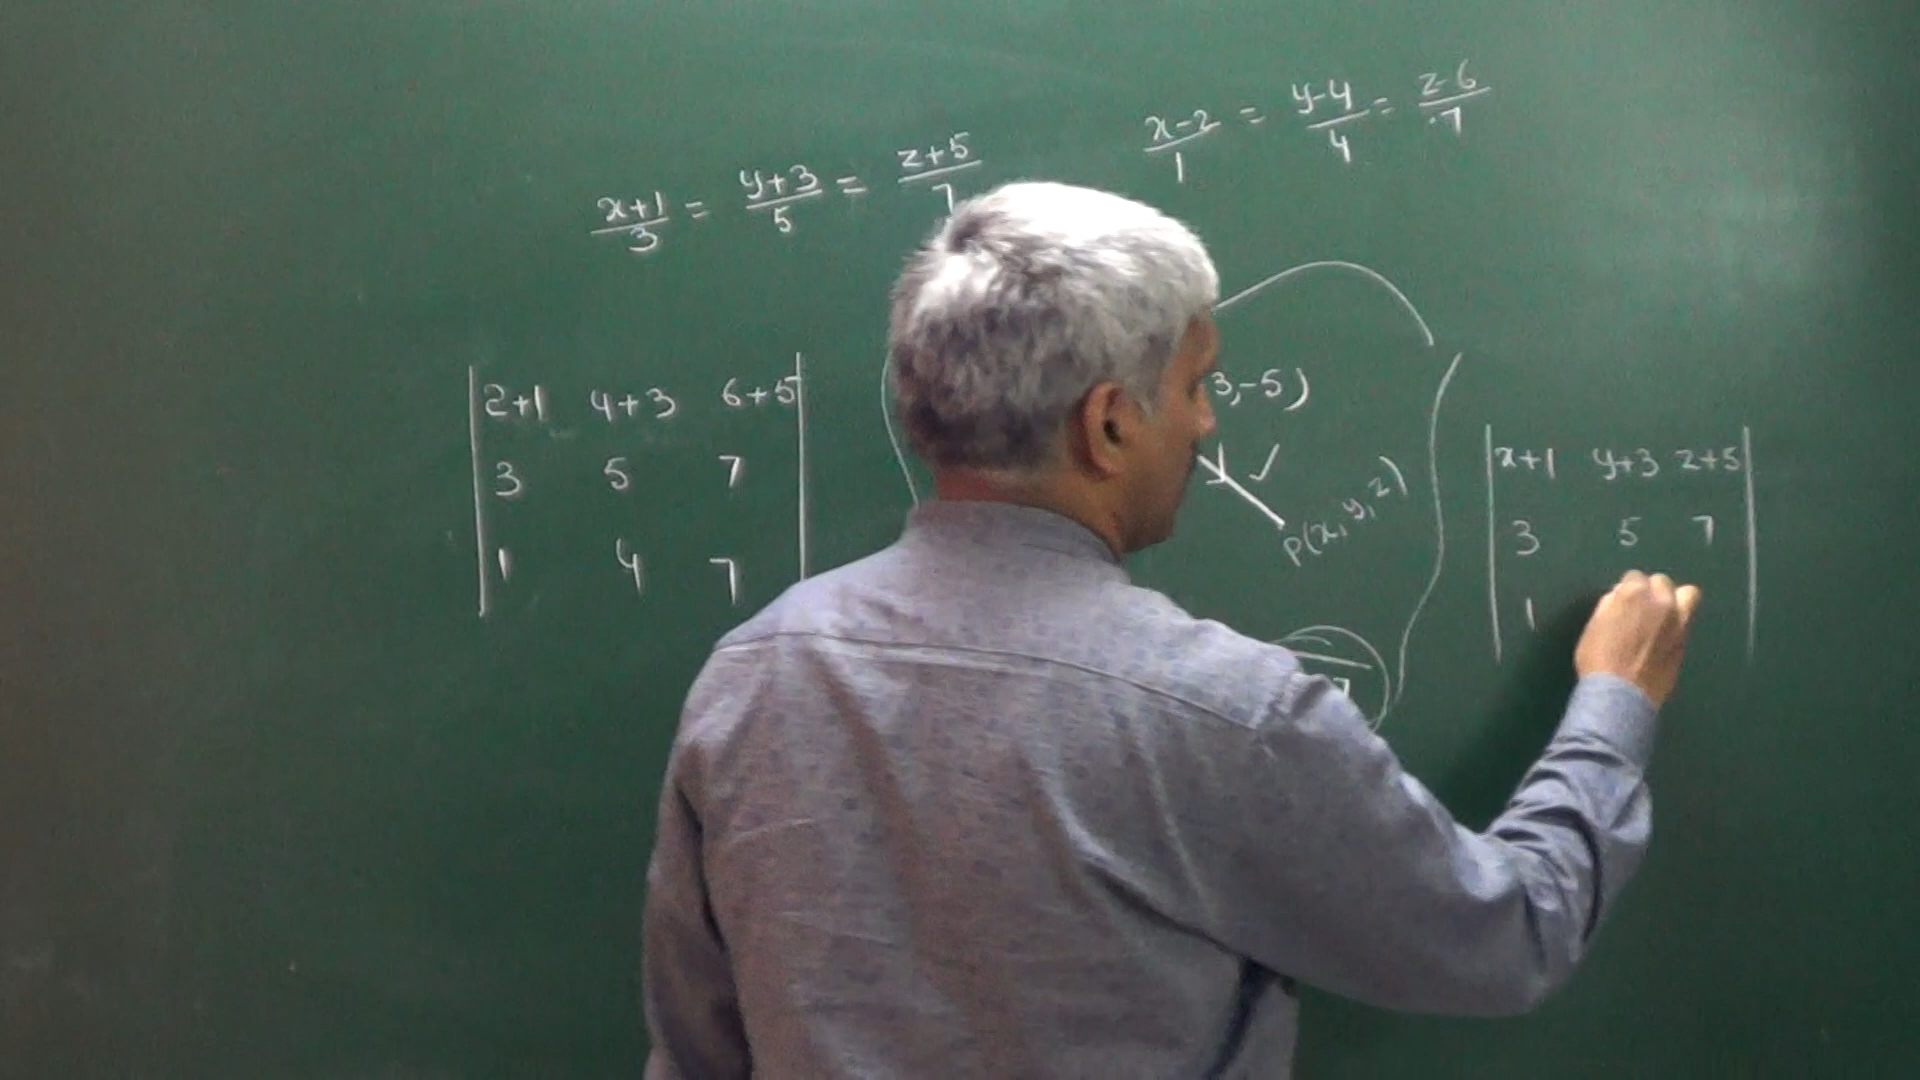 x+1/3 = y+3/5 = z+5/7
x-2/1 = y-4/4 = z-6/7
2+1 4+3 6+5
3 5 7
1 4 7
3,-5)
P(x, y, z)
7
x+1 y+3 z+5
3 5 7
1